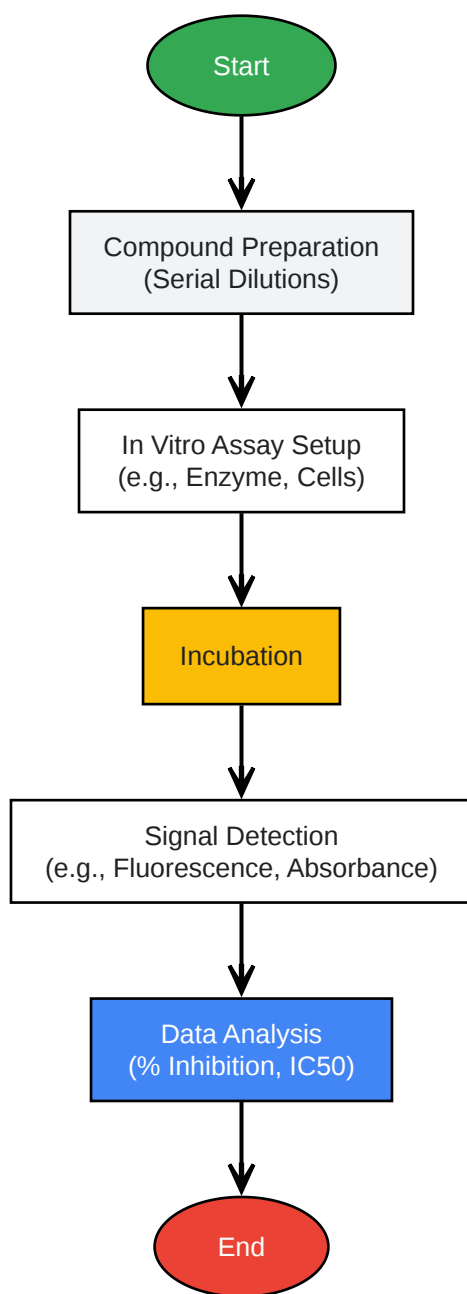 Start
Compound Preparation
(Serial Dilutions)
In Vitro Assay Setup
(e.g., Enzyme, Cells)
Incubation
Signal Detection
(e.g., Fluorescence, Absorbance)
Data Analysis
(% Inhibition, IC50)
End